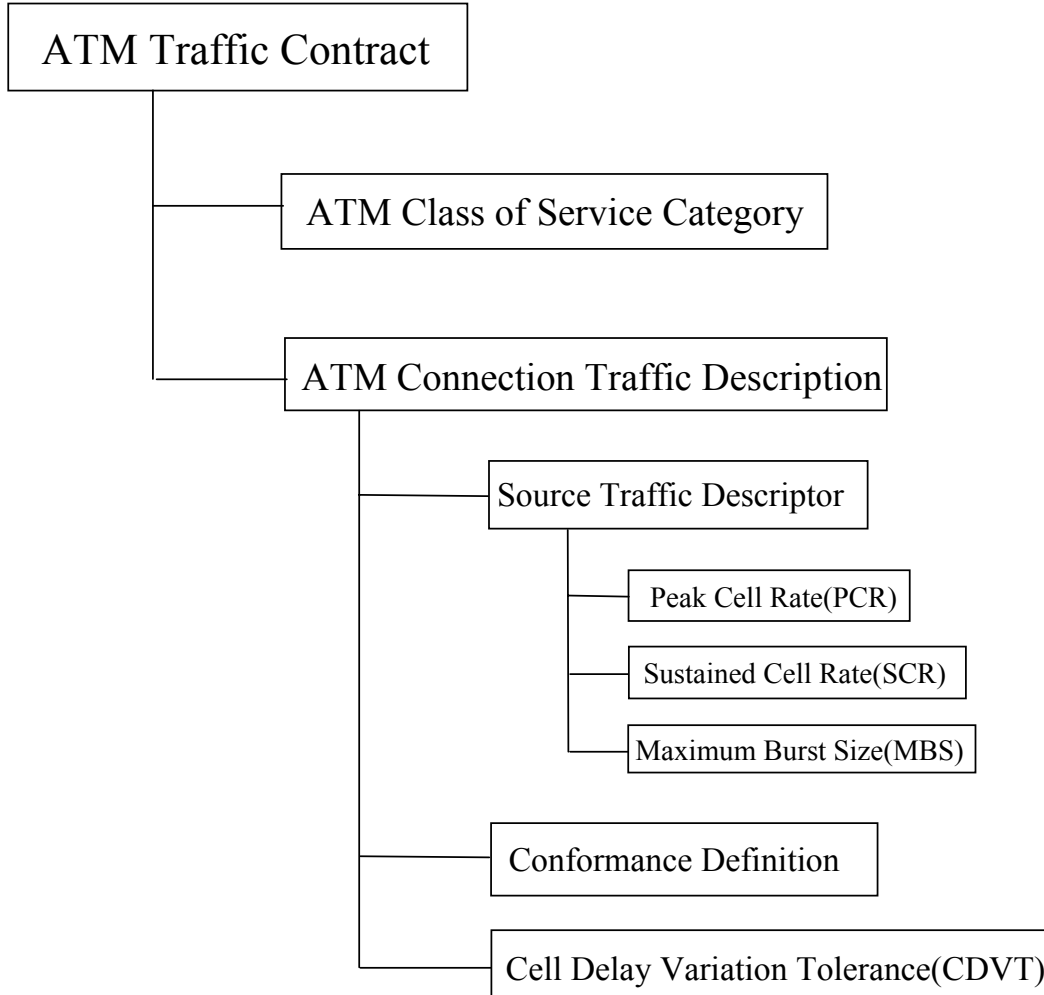 ATM Traffic Contract
ATM Class of Service Category
ATM Connection Traffic Description
Source Traffic Descriptor
Peak Cell Rate(PCR)
Sustained Cell Rate(SCR)
Maximum Burst Size(MBS)
Conformance Definition
Cell Delay Variation Tolerance(CDVT)